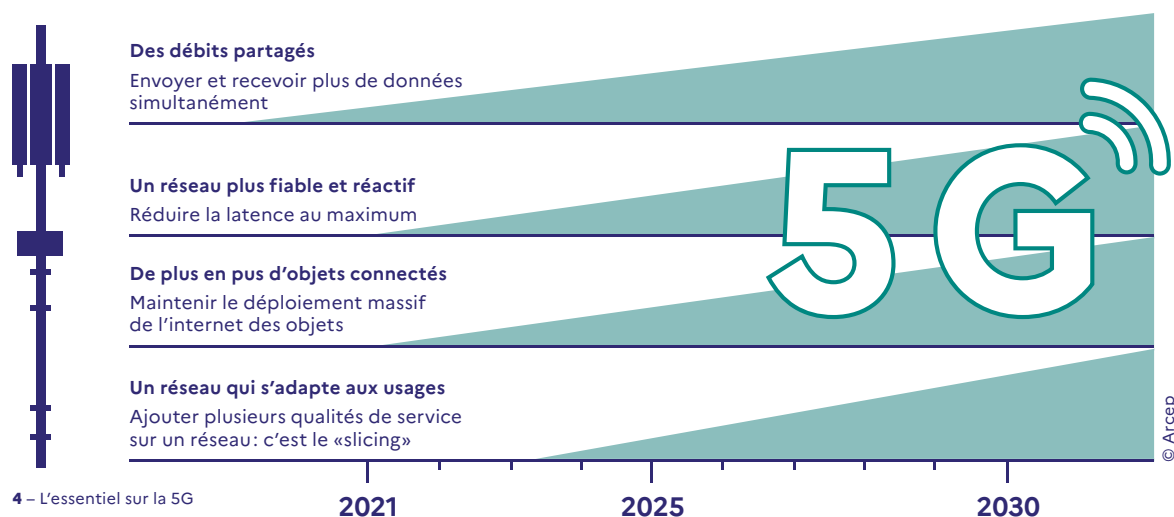 Des débits partagés
Envoyer et recevoir plus de données
simultanément
Un réseau plus fiable et réactif
Réduire la latence au maximum
De plus en pus d'objets connectés
Maintenir le déploiement massif
de l'internet des objets
Un réseau qui s'adapte aux usages
Ajouter plusieurs qualités de service
sur un réseau: c'est le «slicing»
5G
© Arcep
2021
2025
2030
4 – L'essentiel sur la 5G